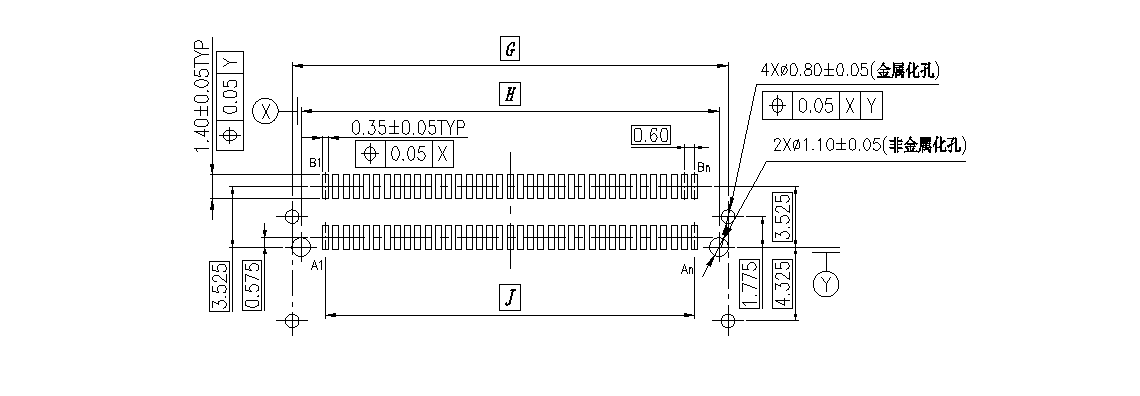 G
4Xø0.80±0.05(金属化孔)
⌖ 0.05 X Y
H
X
1.40±0.05TYP
⌖ 0.05 Y
0.35±0.05TYP
⌖ 0.05 X
0.60
2Xø1.10±0.05(非金属化孔)
B1
Bn
3.525
3.525
0.575
A1
An
1.775
4.325
Y
J